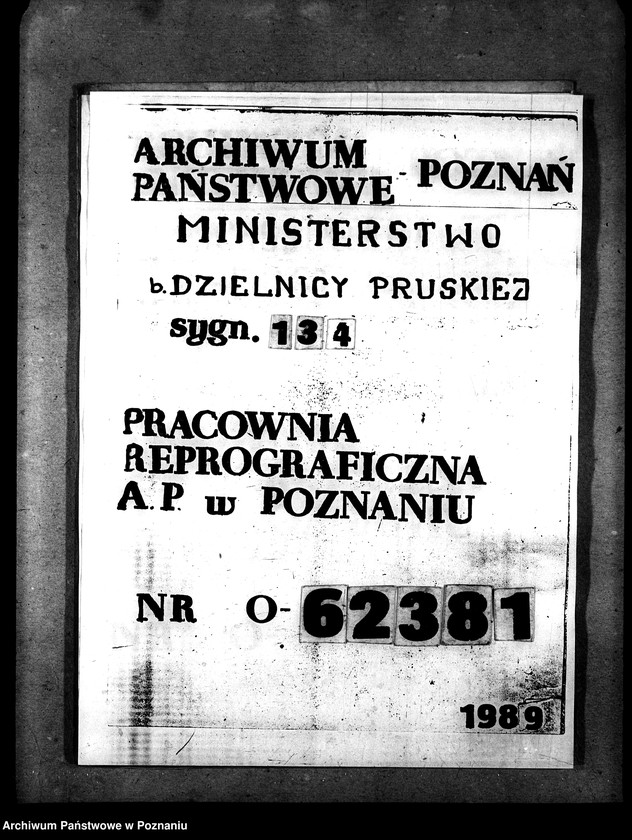 ARCHIWUM
PAŃSTWOWE - POZNAŃ
MINISTERSTWO
b. DZIELNICY PRUSKIEJ
sygn. 134
PRACOWNIA
REPROGRAFICZNA
A.P. w POZNANIU
NR O-62381
1989
Archiwum Państwowe w Poznaniu